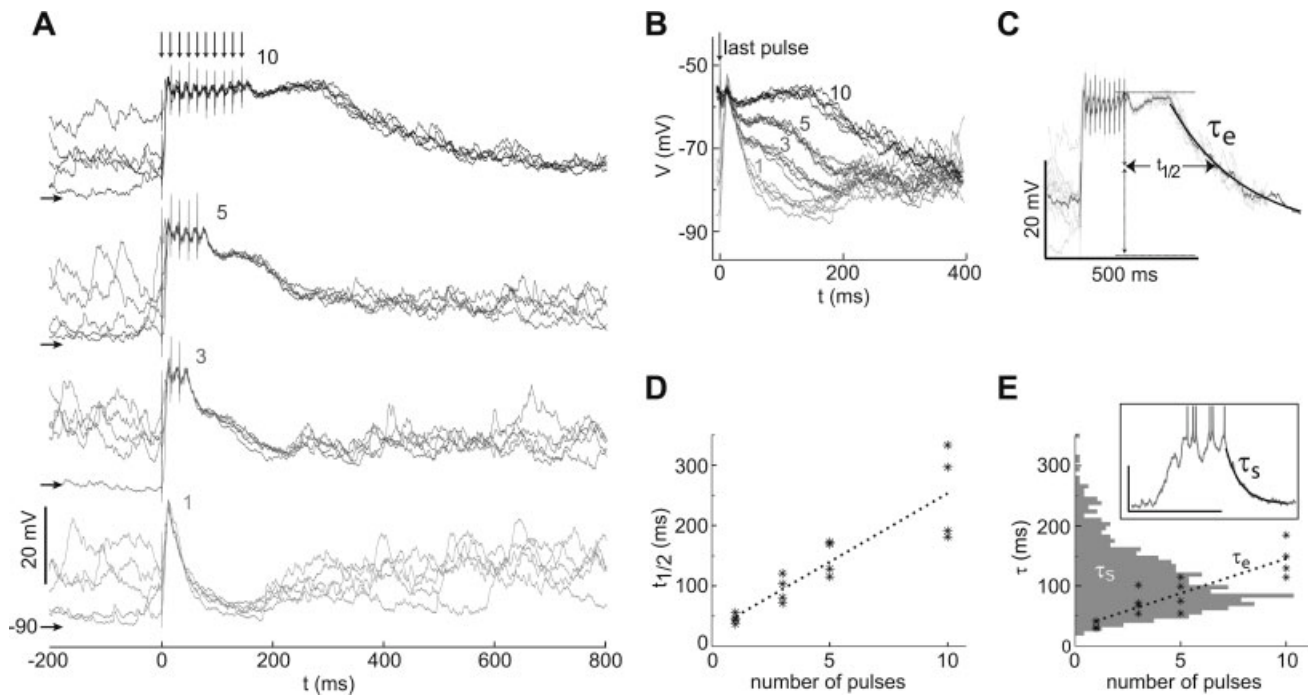 A
10
5
3
1
20 mV
-90
-200
0
200
400
600
800
t (ms)
B
last pulse
-50
-70
-90
V (mV)
10
5
3
1
0
200
400
t (ms)
C
τe
t1/2
20 mV
500 ms
D
300
200
100
0
t1/2 (ms)
0
5
10
number of pulses
E
300
200
100
0
τ (ms)
τs
τs
τe
0
5
10
number of pulses